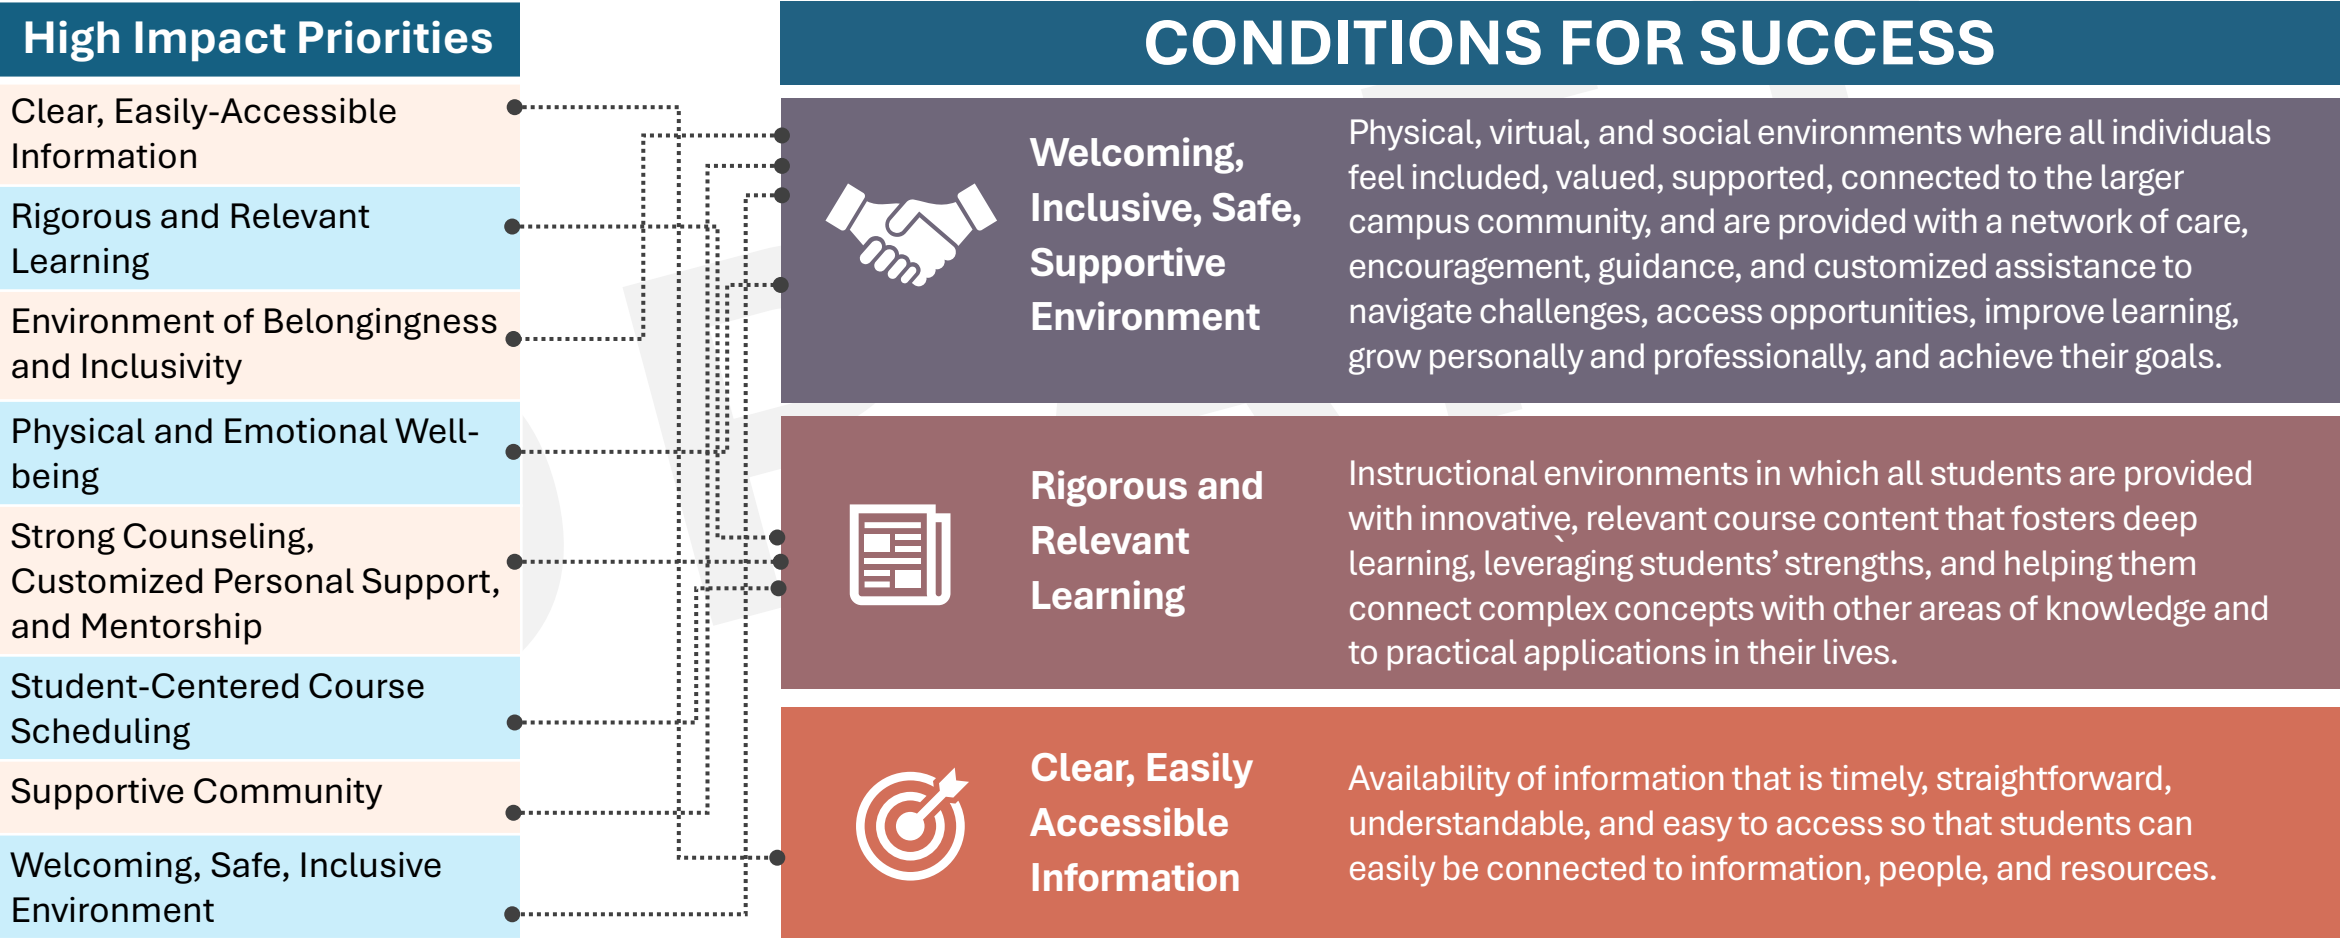 High Impact Priorities
Clear, Easily-Accessible
Information
Rigorous and Relevant
Learning
Environment of Belongingness
and Inclusivity
Physical and Emotional Well-
being
Strong Counseling,
Customized Personal Support,
and Mentorship
Student-Centered Course
Scheduling
Supportive Community
Welcoming, Safe, Inclusive
Environment
CONDITIONS FOR SUCCESS
Welcoming,
Inclusive, Safe,
Supportive
Environment
Physical, virtual, and social environments where all individuals
feel included, valued, supported, connected to the larger
campus community, and are provided with a network of care,
encouragement, guidance, and customized assistance to
navigate challenges, access opportunities, improve learning,
grow personally and professionally, and achieve their goals.
Rigorous and
Relevant
Learning
Instructional environments in which all students are provided
with innovative, relevant course content that fosters deep
learning, leveraging students’ strengths, and helping them
connect complex concepts with other areas of knowledge and
to practical applications in their lives.
Clear, Easily
Accessible
Information
Availability of information that is timely, straightforward,
understandable, and easy to access so that students can
easily be connected to information, people, and resources.